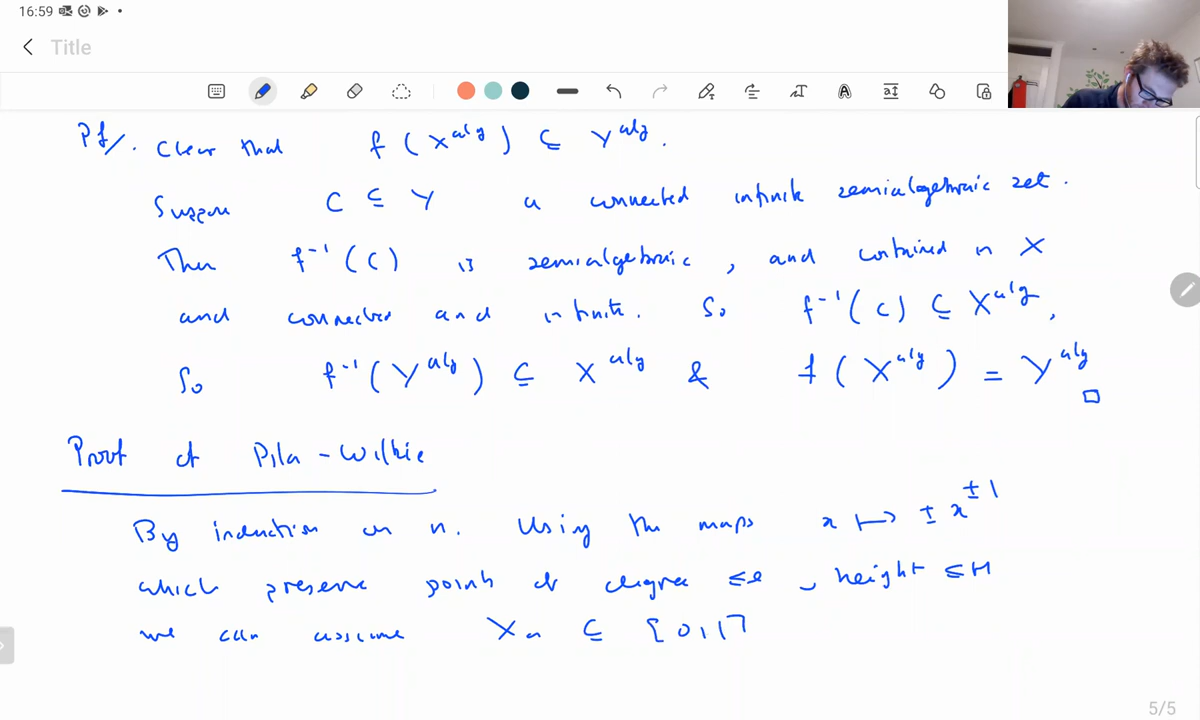 16:59
Title
Pf/. Clear that f(X^alg) ⊆ Y^alg.
Suppose C ⊆ Y a connected infinite semialgebraic set.
Then f⁻¹(C) is semialgebraic, and contained in X
and connected and infinite. So f⁻¹(C) ⊆ X^alg,
So f⁻¹(Y^alg) ⊆ X^alg & f(X^alg) = Y^alg
□
Proof of Pila-Wilkie
By induction on n. Using the maps x ↦ ± x^±1
which preserve points of degree ≤ e, height ≤ H
we can assume X_n ⊆ [0,1]
5/5